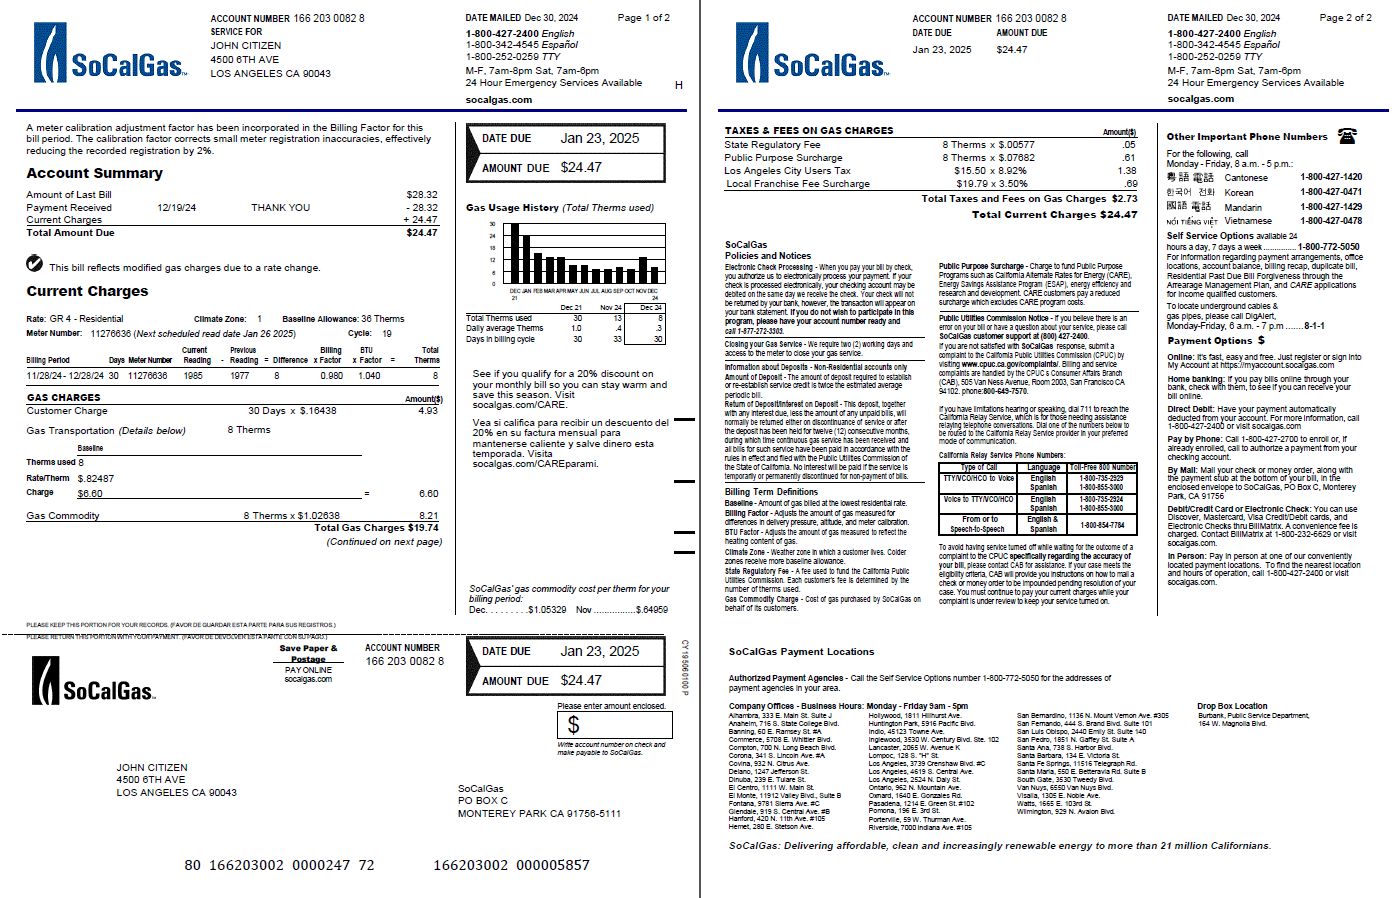 SoCalGas™
ACCOUNT NUMBER 166 203 0082 8
SERVICE FOR
JOHN CITIZEN
4500 6TH AVE
LOS ANGELES CA 90043
DATE MAILED Dec 30, 2024 Page 1 of 2
1-800-427-2400 English
1-800-342-4545 Español
1-800-252-0259 TTY
M-F, 7am-8pm Sat, 7am-6pm
24 Hour Emergency Services Available
H
socalgas.com
A meter calibration adjustment factor has been incorporated in the Billing Factor for this
bill period. The calibration factor corrects small meter registration inaccuracies, effectively
reducing the recorded registration by 2%.
Account Summary
Amount of Last Bill $28.32
Payment Received 12/19/24 THANK YOU - 28.32
Current Charges + 24.47
Total Amount Due $24.47
This bill reflects modified gas charges due to a rate change.
Current Charges
Rate: GR 4 - Residential Climate Zone: 1 Baseline Allowance: 36 Therms
Meter Number: 11276636 (Next scheduled read date Jan 26 2025) Cycle: 19
Current Previous Billing BTU Total
Billing Period Days Meter Number Reading - Reading = Difference x Factor x Factor = Therms
11/28/24 - 12/28/24 30 11276636 1985 1977 8 0.980 1.040 8
GAS CHARGES Amount($)
Customer Charge 30 Days x $.16438 4.93
Gas Transportation (Details below) 8 Therms
Baseline
Therms used 8
Rate/Therm $.82487
Charge $6.60 = 6.60
Gas Commodity 8 Therms x $1.02638 8.21
Total Gas Charges $19.74
(Continued on next page)
DATE DUE Jan 23, 2025
AMOUNT DUE $24.47
Gas Usage History (Total Therms used)
30
24
18
12
6
0
DEC JAN FEB MAR APR MAY JUN JUL AUG SEP OCT NOV DEC
21 24
Dec 21 Nov 24 Dec 24
Total Therms used 30 13 8
Daily average Therms 1.0 .4 .3
Days in billing cycle 30 33 30
See if you qualify for a 20% discount on
your monthly bill so you can stay warm and
save this season. Visit
socalgas.com/CARE.
Vea si califica para recibir un descuento del
20% en su factura mensual para
mantenerse caliente y salve dinero esta
temporada. Visita
socalgas.com/CAREparami.
SoCalGas' gas commodity cost per them for your
billing period:
Dec. . . . . . . . .$1.05329 Nov ...............$.64959
PLEASE KEEP THIS PORTION FOR YOUR RECORDS. (FAVOR DE GUARDAR ESTA PARTE PARA SUS REGISTROS.)
PLEASE RETURN THIS PORTION WITH YOUR PAYMENT. (FAVOR DE DEVOLVER ESTA PARTE CON SU PAGO.)
SoCalGas™
Save Paper &
Postage
PAY ONLINE
socalgas.com
ACCOUNT NUMBER
166 203 0082 8
DATE DUE Jan 23, 2025
AMOUNT DUE $24.47
CY 195060100 P
Please enter amount enclosed.
$
Write account number on check and
make payable to SoCalGas.
JOHN CITIZEN
4500 6TH AVE
LOS ANGELES CA 90043
SoCalGas
PO BOX C
MONTEREY PARK CA 91756-5111
80 166203002 0000247 72 166203002 000005857
SoCalGas™
ACCOUNT NUMBER 166 203 0082 8
DATE DUE AMOUNT DUE
Jan 23, 2025 $24.47
DATE MAILED Dec 30, 2024 Page 2 of 2
1-800-427-2400 English
1-800-342-4545 Español
1-800-252-0259 TTY
M-F, 7am-8pm Sat, 7am-6pm
24 Hour Emergency Services Available
socalgas.com
TAXES & FEES ON GAS CHARGES Amount($)
State Regulatory Fee 8 Therms x $.00577 .05
Public Purpose Surcharge 8 Therms x $.07682 .61
Los Angeles City Users Tax $15.50 x 8.92% 1.38
Local Franchise Fee Surcharge $19.79 x 3.50% .69
Total Taxes and Fees on Gas Charges $2.73
Total Current Charges $24.47
SoCalGas
Policies and Notices
Electronic Check Processing - When you pay your bill by check,
you authorize us to electronically process your payment. If your
check is processed electronically, your checking account may be
debited on the same day we receive the check. Your check will not
be returned by your bank, however, the transaction will appear on
your bank statement. If you do not wish to participate in this
program, please have your account number ready and
call 1-877-272-3303.
Closing your Gas Service - We require two (2) working days and
access to the meter to close your gas service.
Information about Deposits - Non-Residential accounts only
Amount of Deposit - The amount of deposit required to establish
or re-establish service credit is twice the estimated average
periodic bill.
Return of Deposit/Interest on Deposit - This deposit, together
with any interest due, less the amount of any unpaid bills, will
normally be returned either on discontinuance of service or after
the deposit has been held for twelve (12) consecutive months,
during which time continuous gas service has been received and
all bills for such service have been paid in accordance with the
rules in effect and filed with the Public Utilities Commission of
the State of California. No interest will be paid if the service is
temporarily or permanently discontinued for non-payment of bills.
Billing Term Definitions
Baseline - Amount of gas billed at the lowest residential rate.
Billing Factor - Adjusts the amount of gas measured for
differences in delivery pressure, altitude, and meter calibration.
BTU Factor - Adjusts the amount of gas measured to reflect the
heating content of gas.
Climate Zone - Weather zone in which a customer lives. Colder
zones receive more baseline allowance.
State Regulatory Fee - A fee used to fund the California Public
Utilities Commission. Each customer's fee is determined by the
number of therms used.
Gas Commodity Charge - Cost of gas purchased by SoCalGas on
behalf of its customers.
Public Purpose Surcharge - Charge to fund Public Purpose
Programs such as California Alternate Rates for Energy (CARE),
Energy Savings Assistance Program (ESAP), energy efficiency and
research and development. CARE customers pay a reduced
surcharge which excludes CARE program costs.
Public Utilities Commission Notice - If you believe there is an
error on your bill or have a question about your service, please call
SoCalGas customer support at (800) 427-2400.
If you are not satisfied with SoCalGas response, submit a
complaint to the California Public Utilities Commission (CPUC) by
visiting www.cpuc.ca.gov/complaints/. Billing and service
complaints are handled by the CPUC's Consumer Affairs Branch
(CAB), 505 Van Ness Avenue, Room 2003, San Francisco CA
94102. phone:800-649-7570.
If you have limitations hearing or speaking, dial 711 to reach the
California Relay Service, which is for those needing assistance
relaying telephone conversations. Dial one of the numbers below to
be routed to the California Relay Service provider in your preferred
mode of communication.
California Relay Service Phone Numbers:
Type of Call Language Toll-Free 800 Number
TTY/VCO/HCO to Voice English 1-800-735-2929
Spanish 1-800-855-3000
Voice to TTY/VCO/HCO English 1-800-735-2924
Spanish 1-800-855-3000
From or to English & 1-800-854-7784
Speech-to-Speech Spanish
To avoid having service turned off while waiting for the outcome of a
complaint to the CPUC specifically regarding the accuracy of
your bill, please contact CAB for assistance. If your case meets the
eligibility criteria, CAB will provide you instructions on how to mail a
check or money order to be impounded pending resolution of your
case. You must continue to pay your current charges while your
complaint is under review to keep your service turned on.
Other Important Phone Numbers
For the following, call
Monday - Friday, 8 a.m. - 5 p.m.:
粵語 電話 Cantonese 1-800-427-1420
한국어 전화 Korean 1-800-427-0471
國語 電話 Mandarin 1-800-427-1429
NÓI TIẾNG VIỆT Vietnamese 1-800-427-0478
Self Service Options available 24
hours a day, 7 days a week .............. 1-800-772-5050
For information regarding payment arrangements, office
locations, account balance, billing recap, duplicate bill,
Residential Past Due Bill Forgiveness through the
Arrearage Management Plan, and CARE applications
for income qualified customers.
To locate underground cables &
gas pipes, please call DigAlert,
Monday-Friday, 6 a.m. - 7 p.m ....... 8-1-1
Payment Options $
Online: It's fast, easy and free. Just register or sign into
My Account at https://myaccount.socalgas.com
Home banking: If you pay bills online through your
bank, check with them, to see if you can receive your
bill online.
Direct Debit: Have your payment automatically
deducted from your account. For more information, call
1-800-427-2400 or visit socalgas.com
Pay by Phone: Call 1-800-427-2700 to enroll or, if
already enrolled, call to authorize a payment from your
checking account.
By Mail: Mail your check or money order, along with
the payment stub at the bottom of your bill, in the
enclosed envelope to SoCalGas, PO Box C, Monterey
Park, CA 91756
Debit/Credit Card or Electronic Check: You can use
Discover, Mastercard, Visa Credit/Debit cards, and
Electronic Checks thru BillMatrix. A convenience fee is
charged. Contact BillMatrix at 1-800-232-6629 or visit
socalgas.com.
In Person: Pay in person at one of our conveniently
located payment locations. To find the nearest location
and hours of operation, call 1-800-427-2400 or visit
socalgas.com.
SoCalGas Payment Locations
Authorized Payment Agencies - Call the Self Service Options number 1-800-772-5050 for the addresses of
payment agencies in your area.
Company Offices - Business Hours: Monday - Friday 9am - 5pm
Alhambra, 333 E. Main St. Suite J
Anaheim, 716 S. State College Blvd.
Banning, 60 E. Ramsey St. #A
Commerce, 5708 E. Whittier Blvd.
Compton, 700 N. Long Beach Blvd.
Corona, 341 S. Lincoln Ave. #A
Covina, 932 N. Citrus Ave.
Delano, 1247 Jefferson St.
Dinuba, 239 E. Tulare St.
El Centro, 1111 W. Main St.
El Monte, 11912 Valley Blvd., Suite B
Fontana, 9781 Sierra Ave. #C
Glendale, 919 S. Central Ave. #B
Hanford, 420 N. 11th Ave. #105
Hemet, 280 E. Stetson Ave.
Hollywood, 1811 Hillhurst Ave.
Huntington Park, 5916 Pacific Blvd.
Indio, 45123 Towne Ave.
Inglewood, 3530 W. Century Blvd. Ste. 102
Lancaster, 2065 W. Avenue K
Lompoc, 128 S. "H" St.
Los Angeles, 3739 Crenshaw Blvd. #C
Los Angeles, 4619 S. Central Ave.
Los Angeles, 2524 N. Daly St.
Ontario, 962 N. Mountain Ave.
Oxnard, 1640 E. Gonzales Rd.
Pasadena, 1214 E. Green St. #102
Pomona, 196 E. 3rd St.
Porterville, 59 W. Thurman Ave.
Riverside, 7000 Indiana Ave. #105
San Bernardino, 1136 N. Mount Vernon Ave. #305
San Fernando, 444 S. Brand Blvd. Suite 101
San Luis Obispo, 2440 Emily St. Suite 140
San Pedro, 1851 N. Gaffey St. Suite A
Santa Ana, 738 S. Harbor Blvd.
Santa Barbara, 134 E. Victoria St.
Santa Fe Springs, 11516 Telegraph Rd.
Santa Maria, 550 E. Betteravia Rd. Suite B
South Gate, 3530 Tweedy Blvd.
Van Nuys, 6550 Van Nuys Blvd.
Visalia, 1305 E. Noble Ave.
Watts, 1665 E. 103rd St.
Wilmington, 929 N. Avalon Blvd.
Drop Box Location
Burbank, Public Service Department,
164 W. Magnolia Blvd.
SoCalGas: Delivering affordable, clean and increasingly renewable energy to more than 21 million Californians.